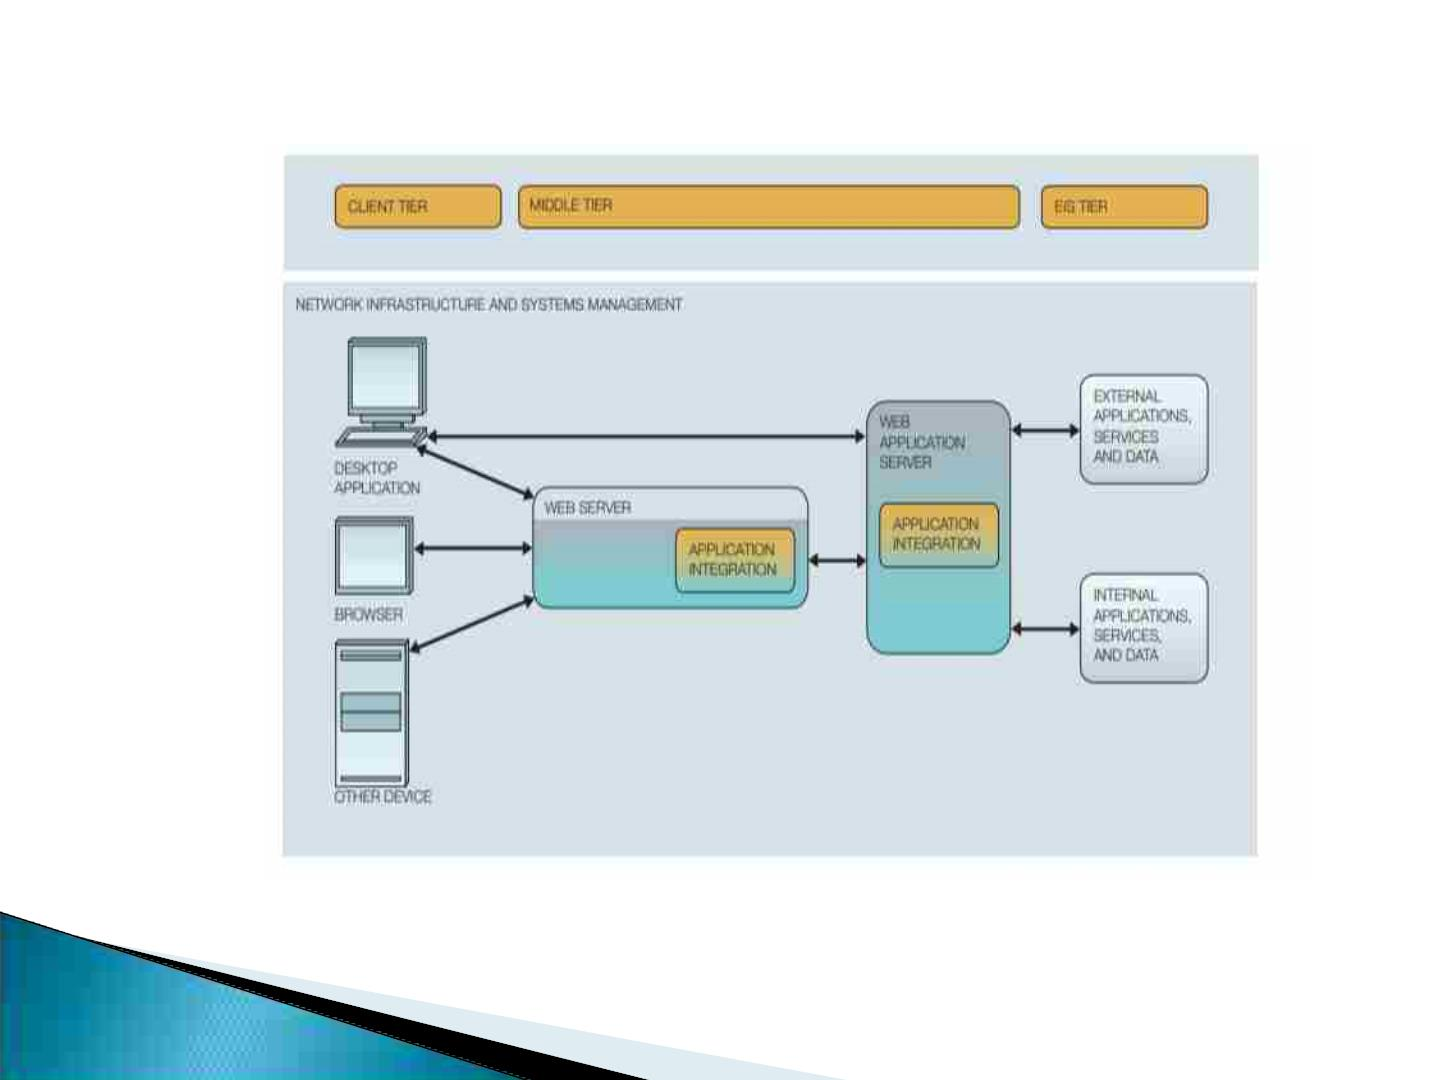 CLIENT TIER
MIDDLE TIER
EIS TIER
NETWORK INFRASTRUCTURE AND SYSTEMS MANAGEMENT
DESKTOP
APPLICATION
BROWSER
OTHER DEVICE
WEB SERVER
APPLICATION
INTEGRATION
WEB
APPLICATION
SERVER
APPLICATION
INTEGRATION
EXTERNAL
APPLICATIONS,
SERVICES
AND DATA
INTERNAL
APPLICATIONS,
SERVICES,
AND DATA